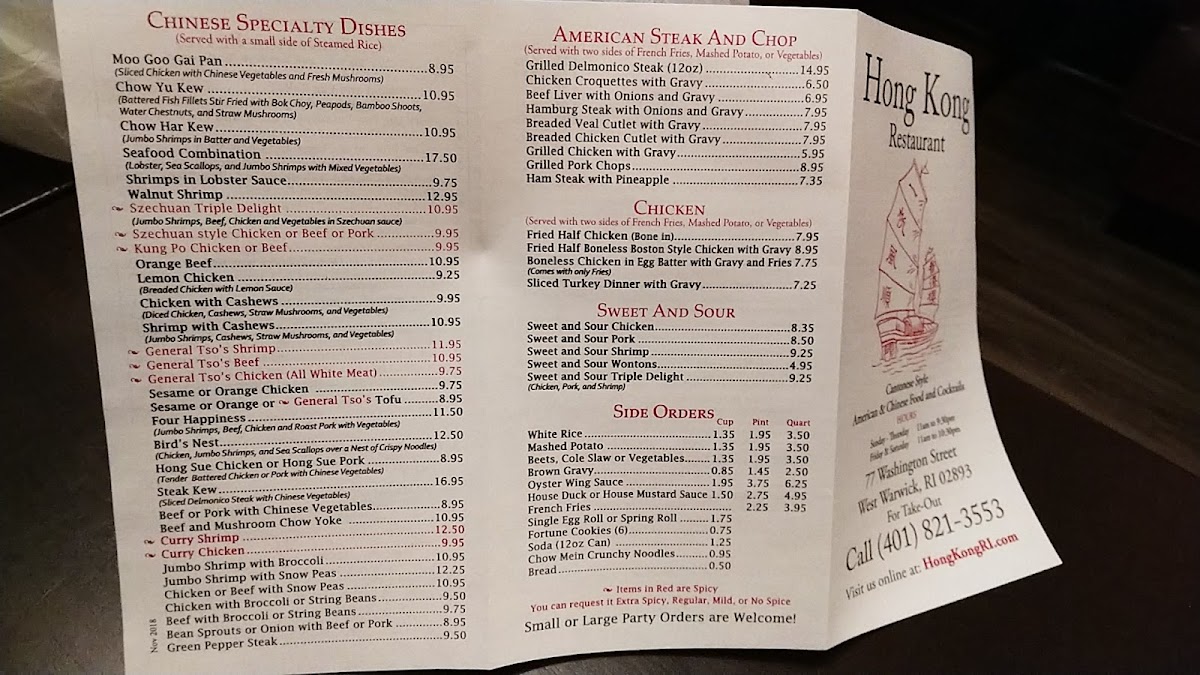 CHINESE SPECIALTY DISHES
(Served with a small side of Steamed Rice)
Moo Goo Gai Pan 8.95
(Sliced Chicken with Chinese Vegetables and Fresh Mushrooms)
Chow Yu Kew 10.95
(Battered Fish Fillets Stir Fried with Bok Choy, Peapods, Bamboo Shoots,
Water Chestnuts, and Straw Mushrooms)
Chow Har Kew 10.95
(Jumbo Shrimps in Batter and Vegetables)
Seafood Combination 17.50
(Lobster, Sea Scallops, and Jumbo Shrimps with Mixed Vegetables)
Shrimps in Lobster Sauce 9.75
Walnut Shrimp 12.95
Szechuan Triple Delight 10.95
(Jumbo Shrimps, Beef, Chicken and Vegetables in Szechuan sauce)
Szechuan style Chicken or Beef or Pork 9.95
Kung Po Chicken or Beef 9.95
Orange Beef 10.95
Lemon Chicken 9.25
(Breaded Chicken with Lemon Sauce)
Chicken with Cashews 9.95
(Diced Chicken, Cashews, Straw Mushrooms, and Vegetables)
Shrimp with Cashews 10.95
(Jumbo Shrimps, Cashews, Straw Mushrooms, and Vegetables)
General Tso's Shrimp 11.95
General Tso's Beef 10.95
General Tso's Chicken (All White Meat) 9.75
Sesame or Orange Chicken 9.75
Sesame or Orange or General Tso's Tofu 8.95
Four Happiness 11.50
(Jumbo Shrimps, Beef, Chicken and Roast Pork with Vegetables)
Bird's Nest 12.50
(Chicken, Jumbo Shrimps, and Sea Scallops over a Nest of Crispy Noodles)
Hong Sue Chicken or Hong Sue Pork 8.95
(Tender Battered Chicken or Pork with Chinese Vegetables)
Steak Kew 16.95
(Sliced Delmonico Steak with Chinese Vegetables)
Beef or Pork with Chinese Vegetables 8.95
Beef and Mushroom Chow Yoke 10.95
Curry Shrimp 12.50
Curry Chicken 9.95
Jumbo Shrimp with Broccoli 10.95
Jumbo Shrimp with Snow Peas 12.25
Chicken or Beef with Snow Peas 10.95
Chicken with Broccoli or String Beans 9.50
Beef with Broccoli or String Beans 9.75
Bean Sprouts or Onion with Beef or Pork 8.95
Green Pepper Steak 9.50
Nov 2018
AMERICAN STEAK AND CHOP
(Served with two sides of French Fries, Mashed Potato, or Vegetables)
Grilled Delmonico Steak (12oz) 14.95
Chicken Croquettes with Gravy 6.50
Beef Liver with Onions and Gravy 6.95
Hamburg Steak with Onions and Gravy 7.95
Breaded Veal Cutlet with Gravy 7.95
Breaded Chicken Cutlet with Gravy 7.95
Grilled Chicken with Gravy 5.95
Grilled Pork Chops 8.95
Ham Steak with Pineapple 7.35
CHICKEN
(Served with two sides of French Fries, Mashed Potato, or Vegetables)
Fried Half Chicken (Bone in) 7.95
Fried Half Boneless Boston Style Chicken with Gravy 8.95
Boneless Chicken in Egg Batter with Gravy and Fries 7.75
(Comes with only Fries)
Sliced Turkey Dinner with Gravy 7.25
SWEET AND SOUR
Sweet and Sour Chicken 8.35
Sweet and Sour Pork 8.50
Sweet and Sour Shrimp 9.25
Sweet and Sour Wontons 4.95
Sweet and Sour Triple Delight 9.25
(Chicken, Pork, and Shrimp)
SIDE ORDERS
Cup Pint Quart
White Rice 1.35 1.95 3.50
Mashed Potato 1.35 1.95 3.50
Beets, Cole Slaw or Vegetables 1.35 1.95 3.50
Brown Gravy 0.85 1.45 2.50
Oyster Wing Sauce 1.95 3.75 6.25
House Duck or House Mustard Sauce 1.50 2.75 4.95
French Fries 2.25 3.95
Single Egg Roll or Spring Roll 1.75
Fortune Cookies (6) 0.75
Soda (12oz Can) 1.25
Chow Mein Crunchy Noodles 0.95
Bread 0.50
Items in Red are Spicy
You can request it Extra Spicy, Regular, Mild, or No Spice
Small or Large Party Orders are Welcome!
Hong Kong
Restaurant
Cantonese Style
American & Chinese Food and Cocktails
HOURS
Sunday - Thursday 11am to 9:30pm
Friday & Saturday 11am to 10:30pm
77 Washington Street
West Warwick, RI 02893
For Take-Out
Call (401) 821-3553
Visit us online at: HongKongRI.com